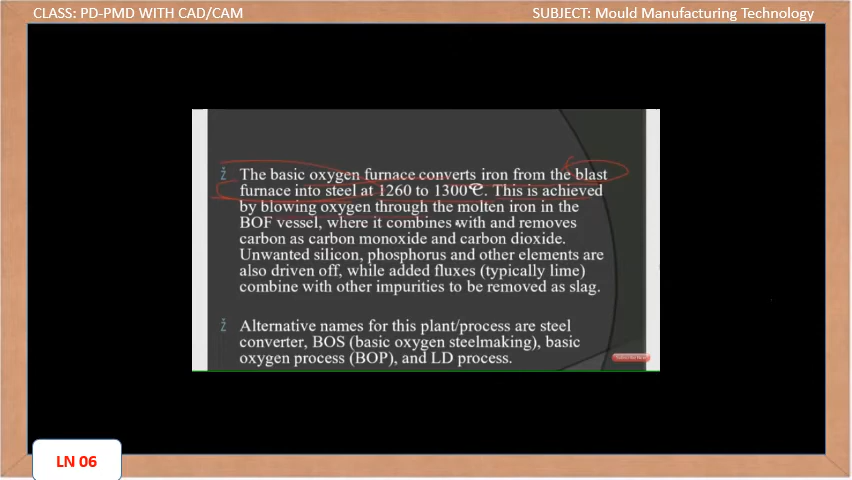 CLASS: PD-PMD WITH CAD/CAM
SUBJECT: Mould Manufacturing Technology
ž The basic oxygen furnace converts iron from the blast
furnace into steel at 1260 to 1300℃. This is achieved
by blowing oxygen through the molten iron in the
BOF vessel, where it combines with and removes
carbon as carbon monoxide and carbon dioxide.
Unwanted silicon, phosphorus and other elements are
also driven off, while added fluxes (typically lime)
combine with other impurities to be removed as slag.
ž Alternative names for this plant/process are steel
converter, BOS (basic oxygen steelmaking), basic
oxygen process (BOP), and LD process.
LN 06